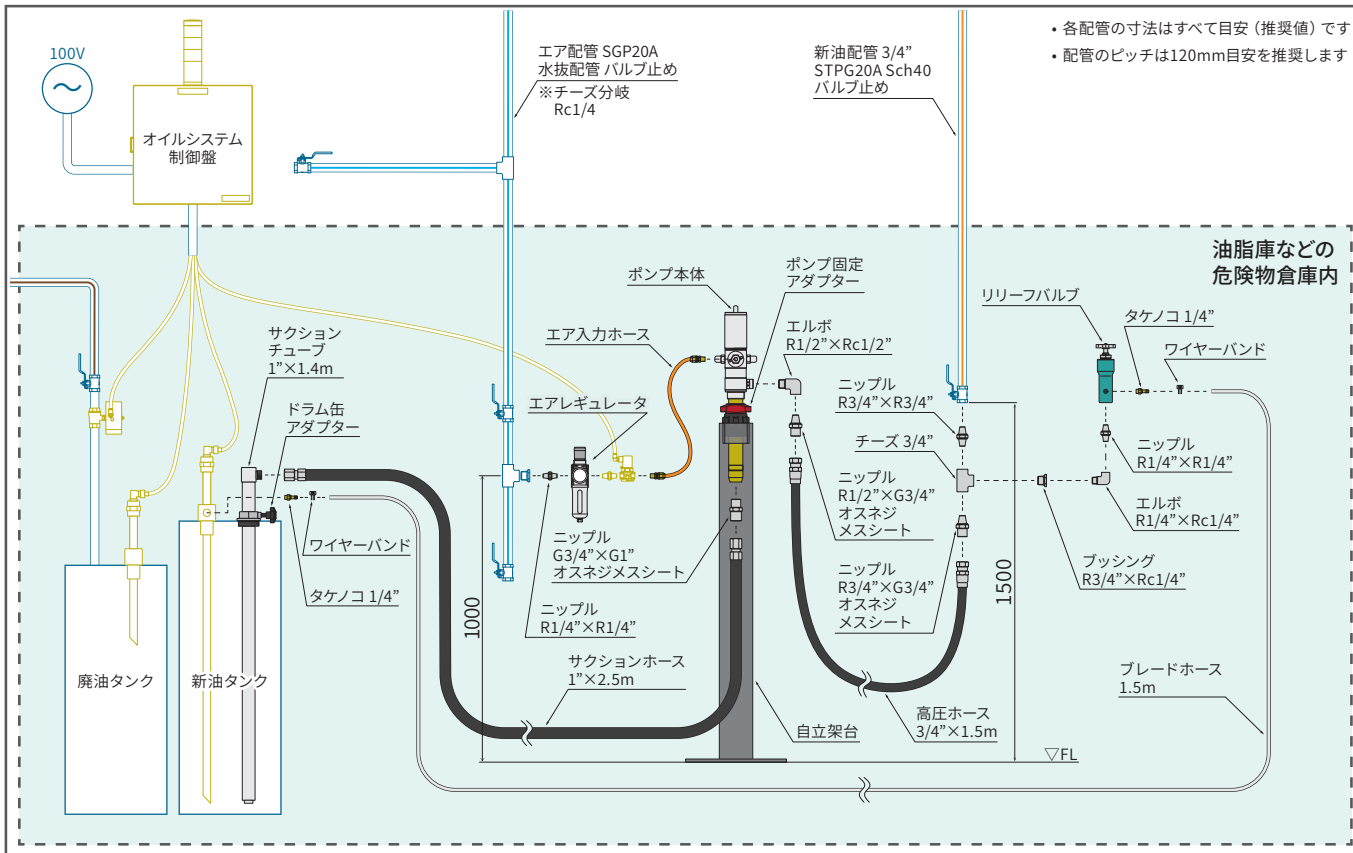 ・各配管の寸法はすべて目安（推奨値）です
・配管のピッチは120mm目安を推奨します
100V
オイルシステム
制御盤
エア配管 SGP20A
水抜配管 バルブ止め
※チーズ分岐
Rc1/4
新油配管 3/4”
STPG20A Sch40
バルブ止め
油脂庫などの
危険物倉庫内
サクション
チューブ
1”×1.4m
ドラム缶
アダプター
エア入力ホース
エアレギュレータ
ポンプ本体
ポンプ固定
アダプター
エルボ
R1/2”×Rc1/2”
ニップル
R3/4”×R3/4”
チーズ 3/4”
リリーフバルブ
タケノコ 1/4”
ワイヤーバンド
ニップル
R1/4”×R1/4”
エルボ
R1/4”×Rc1/4”
ブッシング
R3/4”×Rc1/4”
ニップル
R1/2”×G3/4”
オスネジ
メスシート
ニップル
R3/4”×G3/4”
オスネジ
メスシート
ワイヤーバンド
タケノコ 1/4”
ニップル
G3/4”×G1”
オスネジメスシート
ニップル
R1/4”×R1/4”
1000
1500
廃油タンク
新油タンク
サクションホース
1”×2.5m
自立架台
高圧ホース
3/4”×1.5m
ブレードホース
1.5m
▽FL